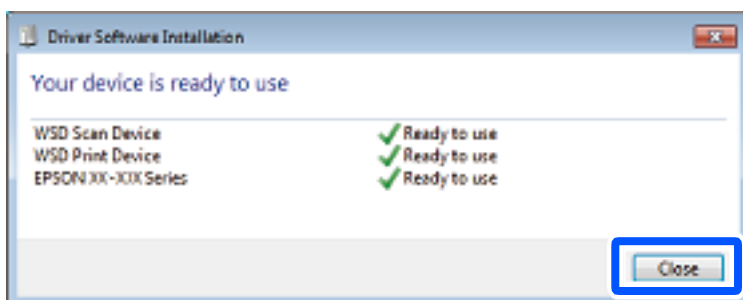 Driver Software Installation
Your device is ready to use
WSD Scan Device Ready to use
WSD Print Device Ready to use
EPSON XX-XXX Series Ready to use
Close